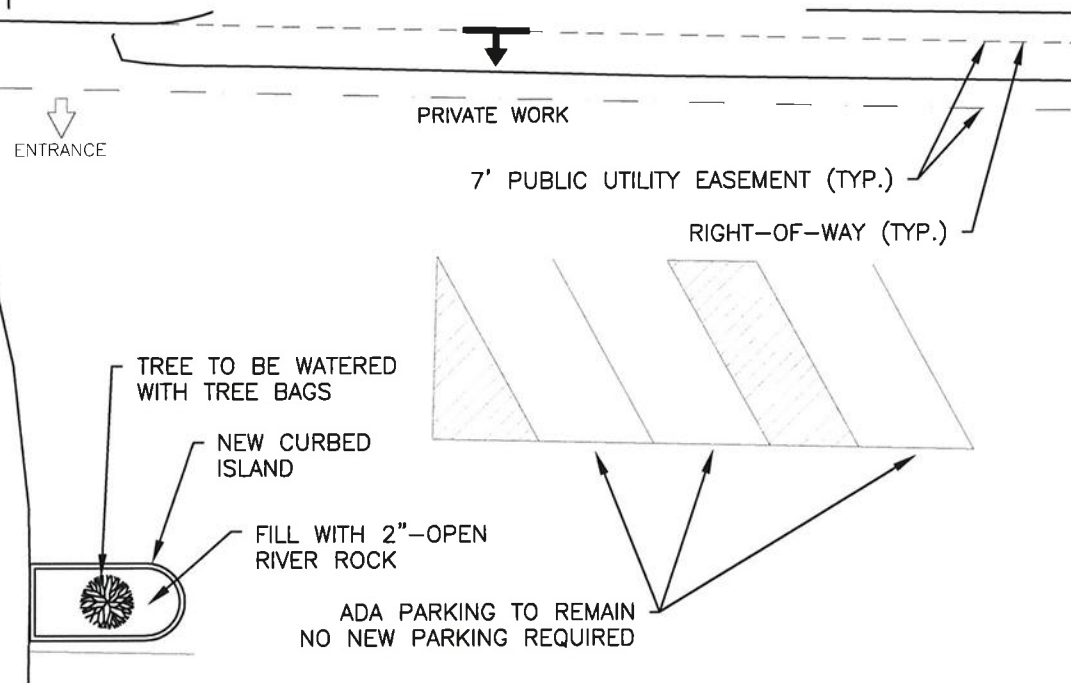 PRIVATE WORK
ENTRANCE
7' PUBLIC UTILITY EASEMENT (TYP.)
RIGHT-OF-WAY (TYP.)
TREE TO BE WATERED
WITH TREE BAGS
NEW CURBED
ISLAND
FILL WITH 2"-OPEN
RIVER ROCK
ADA PARKING TO REMAIN
NO NEW PARKING REQUIRED